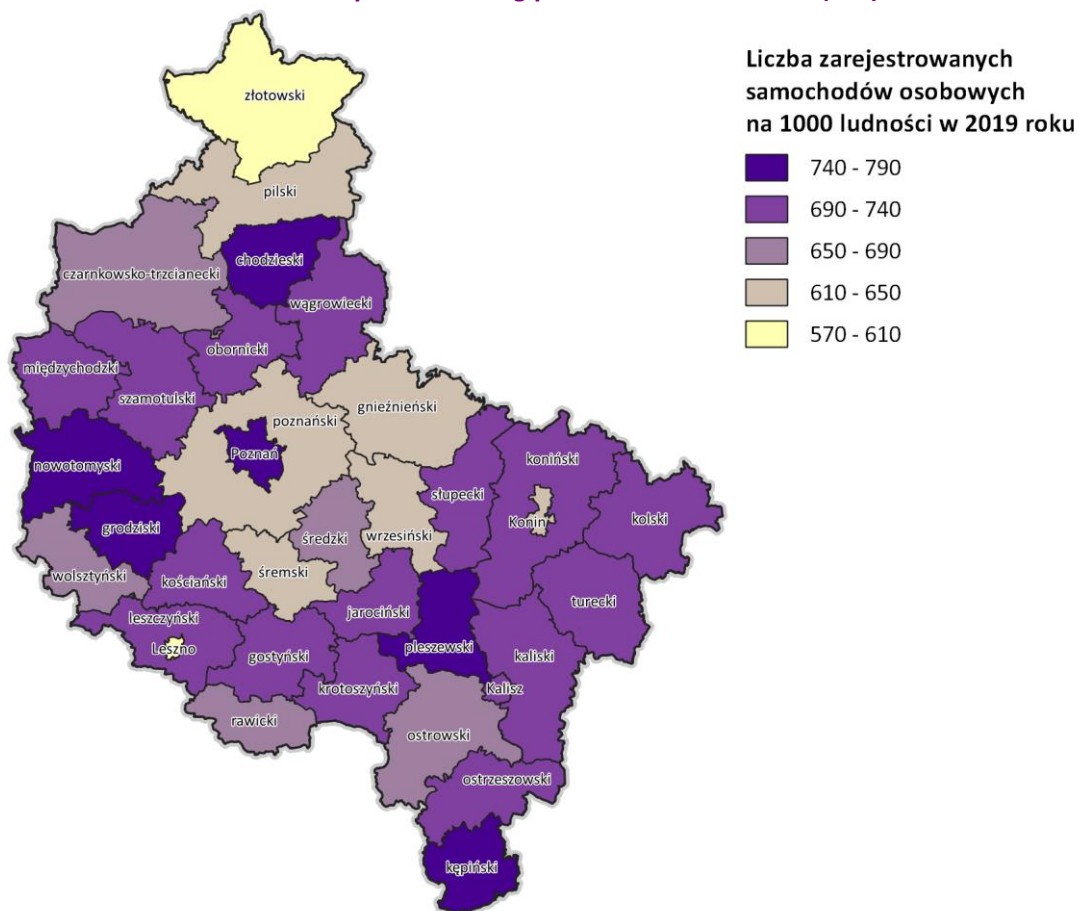 Liczba zarejestrowanych
samochodów osobowych
na 1000 ludności w 2019 roku
740 - 790
690 - 740
650 - 690
610 - 650
570 - 610
złotowski
pilski
chodzieski
czarnkowsko-trzcianecki
wągrowiecki
obornicki
międzychodzki
szamotulski
gnieźnieński
poznański
Poznań
nowotomyski
koniński
słupecki
Konin
kolski
grodziski
średzki
wrzesiński
wolsztyński
kościański
śremski
turecki
jarociński
leszczyński
Leszno
pleszewski
gostyński
kaliski
krotoszyński
Kalisz
rawicki
ostrowski
ostrzeszowski
kępiński